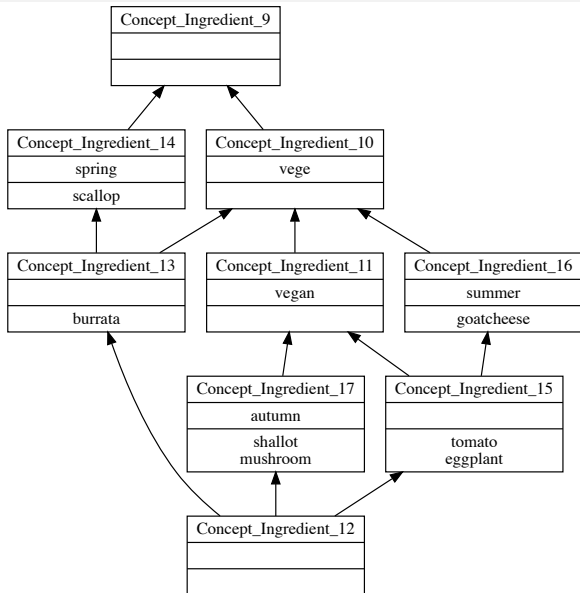 Concept_Ingredient_9
Concept_Ingredient_14
spring
scallop
Concept_Ingredient_10
vege
Concept_Ingredient_13
burrata
Concept_Ingredient_11
vegan
Concept_Ingredient_16
summer
goatcheese
Concept_Ingredient_17
autumn
shallot
mushroom
Concept_Ingredient_15
tomato
eggplant
Concept_Ingredient_12